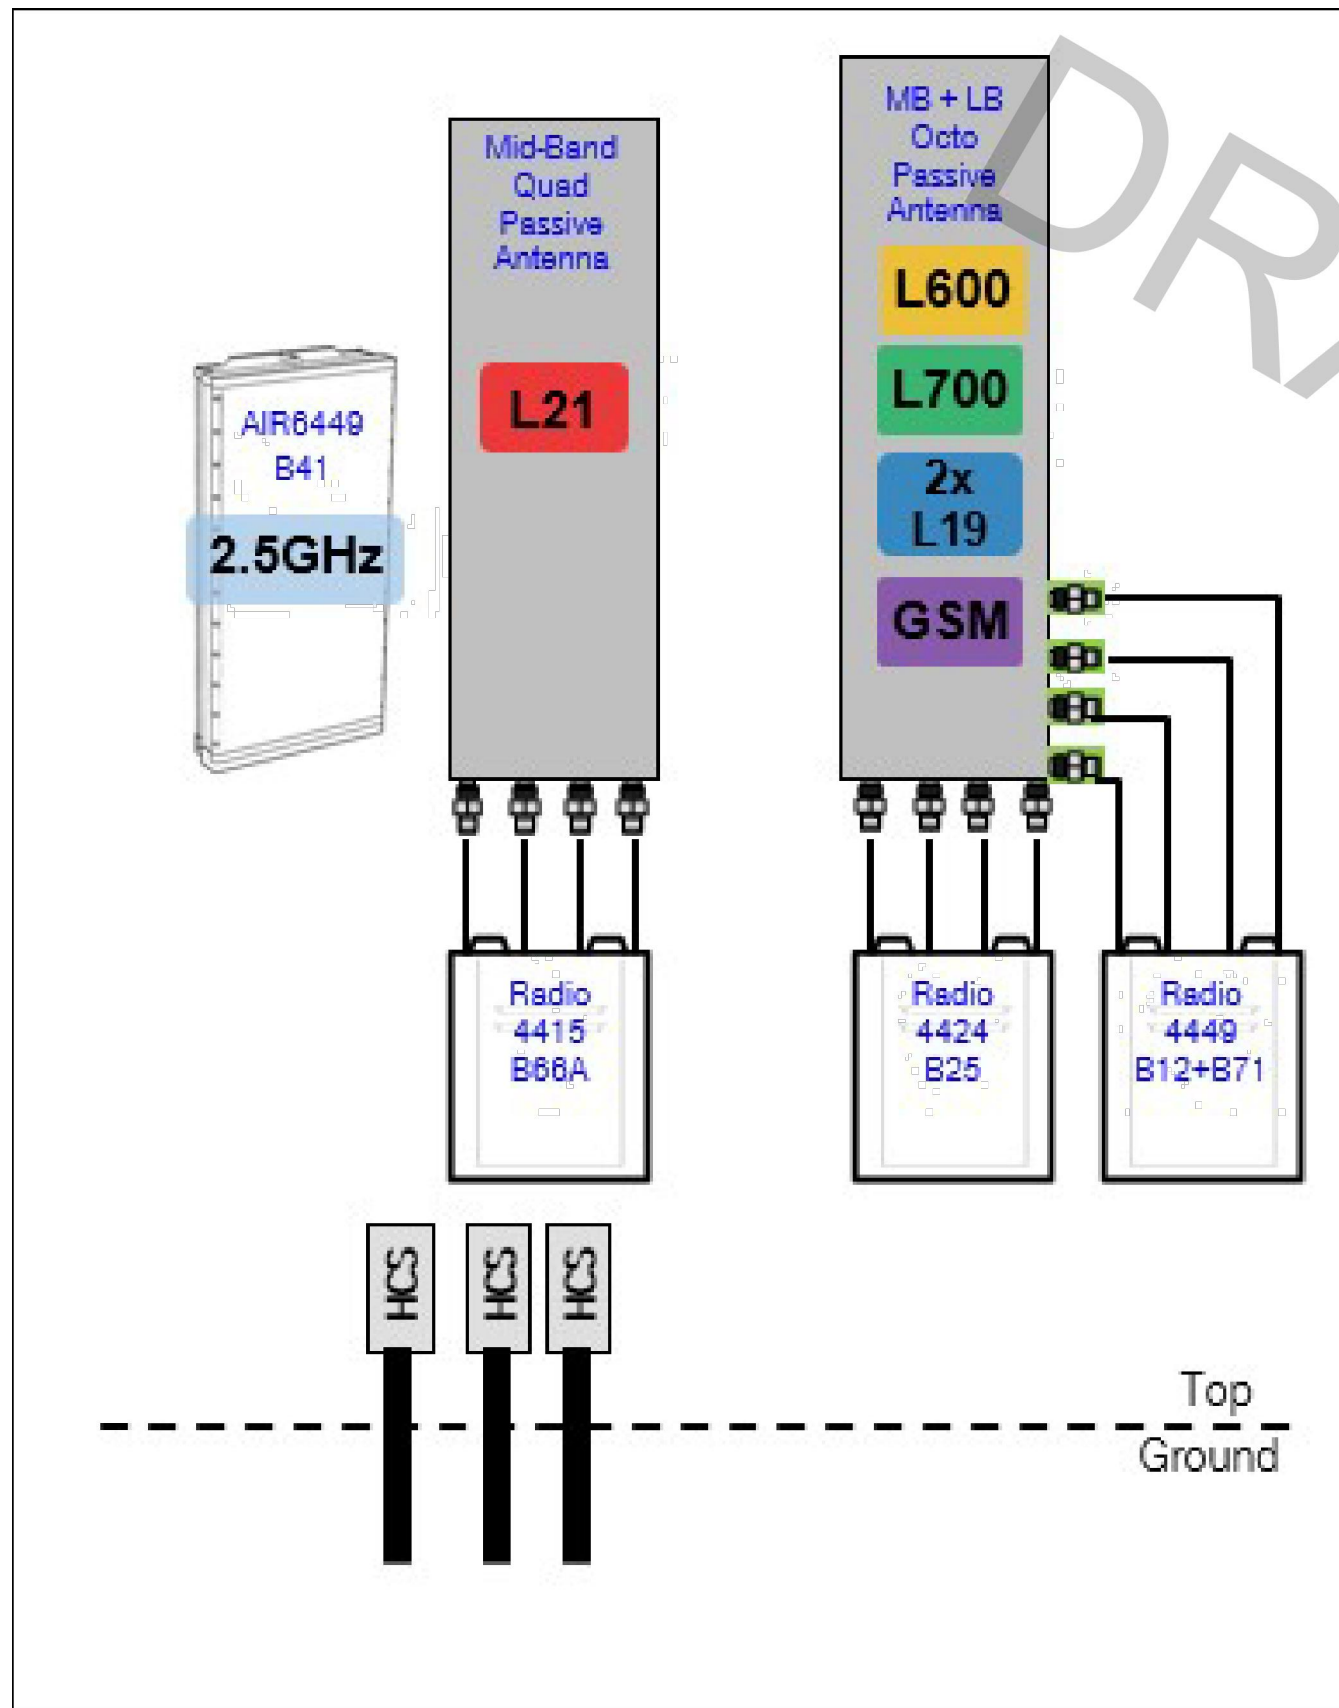 MB + LB
Octo
Passive
Antenna
Mid-Band
Quad
Passive
Antenna
L600
L700
2x
L19
GSM
L21
AIR6449
B41
2.5GHz
Radio
4415
B66A
Radio
4424
B25
Radio
4449
B12+B71
HCS
HCS
HCS
Top
Ground